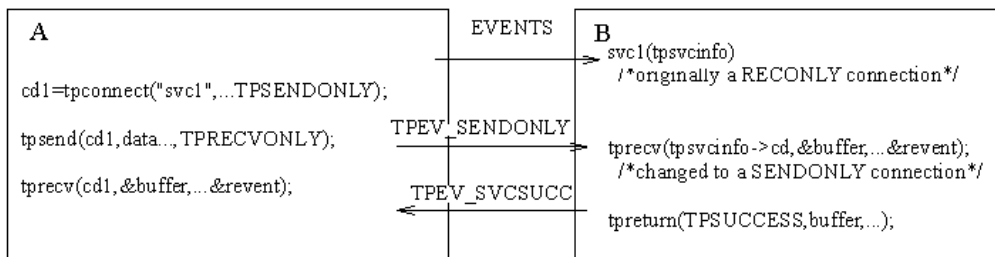 A
EVENTS
B
svc1(tpsvcinfo)
/*originally a RECONLY connection*/
cd1=tpconnect("svc1",...TPSENDONLY);
TPEV_SENDONLY
tpsend(cd1,data...,TPRECVONLY);
tprecv(tpsvcinfo->cd,&buffer,...&revent);
/*changed to a SENDONLY connection*/
tprecv(cd1,&buffer,...&revent);
TPEV_SVCSUCC
tpreturn(TPSUCCESS,buffer,...);